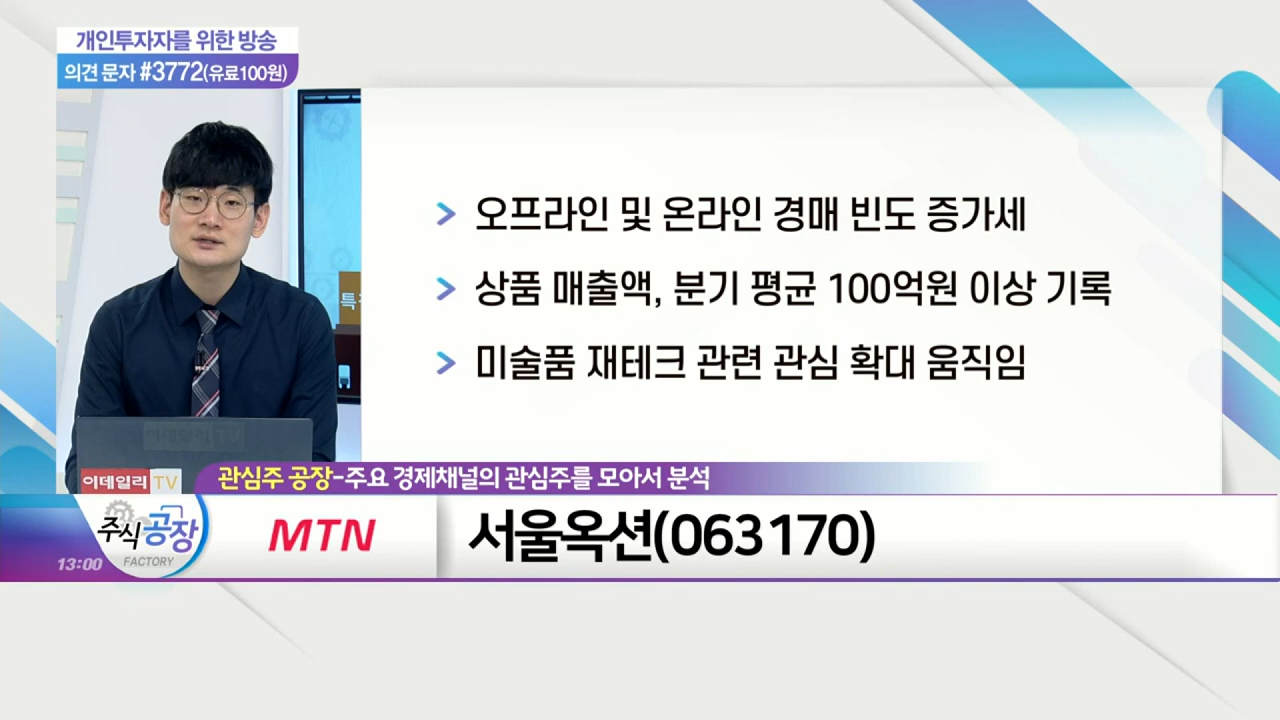 개인투자자를 위한 방송
의견 문자 #3772(유료100원)
> 오프라인 및 온라인 경매 빈도 증가세
> 상품 매출액, 분기 평균 100억원 이상 기록
> 미술품 재테크 관련 관심 확대 움직임
특
이데일리 TV
관심주 공장-주요 경제채널의 관심주를 모아서 분석
주식공장
FACTORY
13:00
MTN
서울옥션(063170)